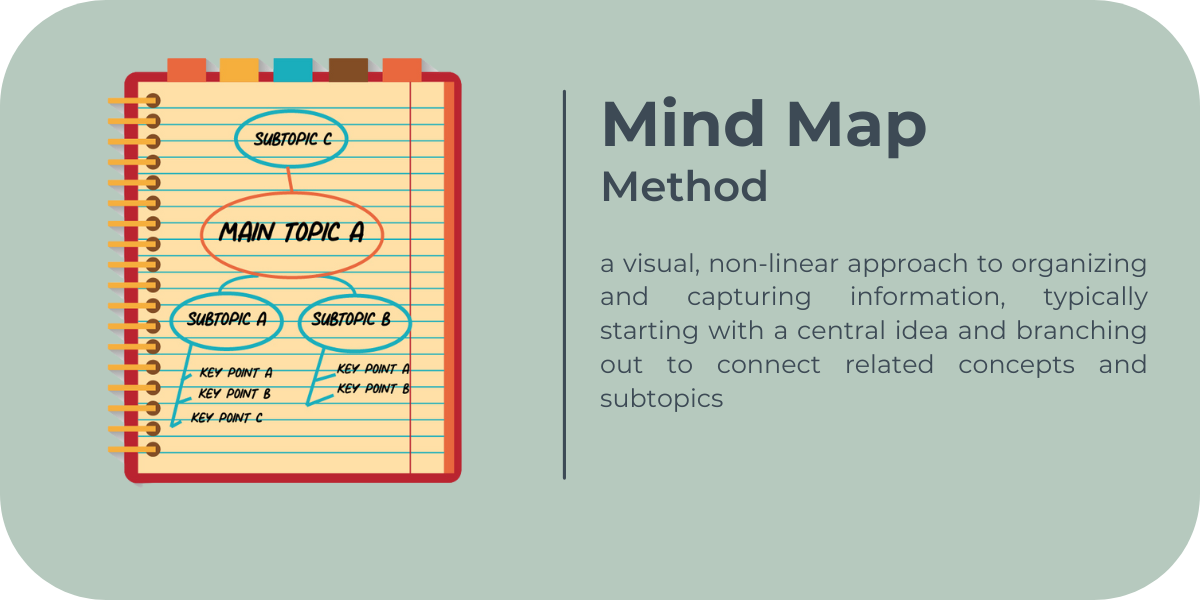 SUBTOPIC C
MAIN TOPIC A
SUBTOPIC A
SUBTOPIC B
KEY POINT A
KEY POINT B
KEY POINT C
KEY POINT A
KEY POINT B
Mind Map
Method
a visual, non-linear approach to organizing
and capturing information, typically
starting with a central idea and branching
out to connect related concepts and
subtopics